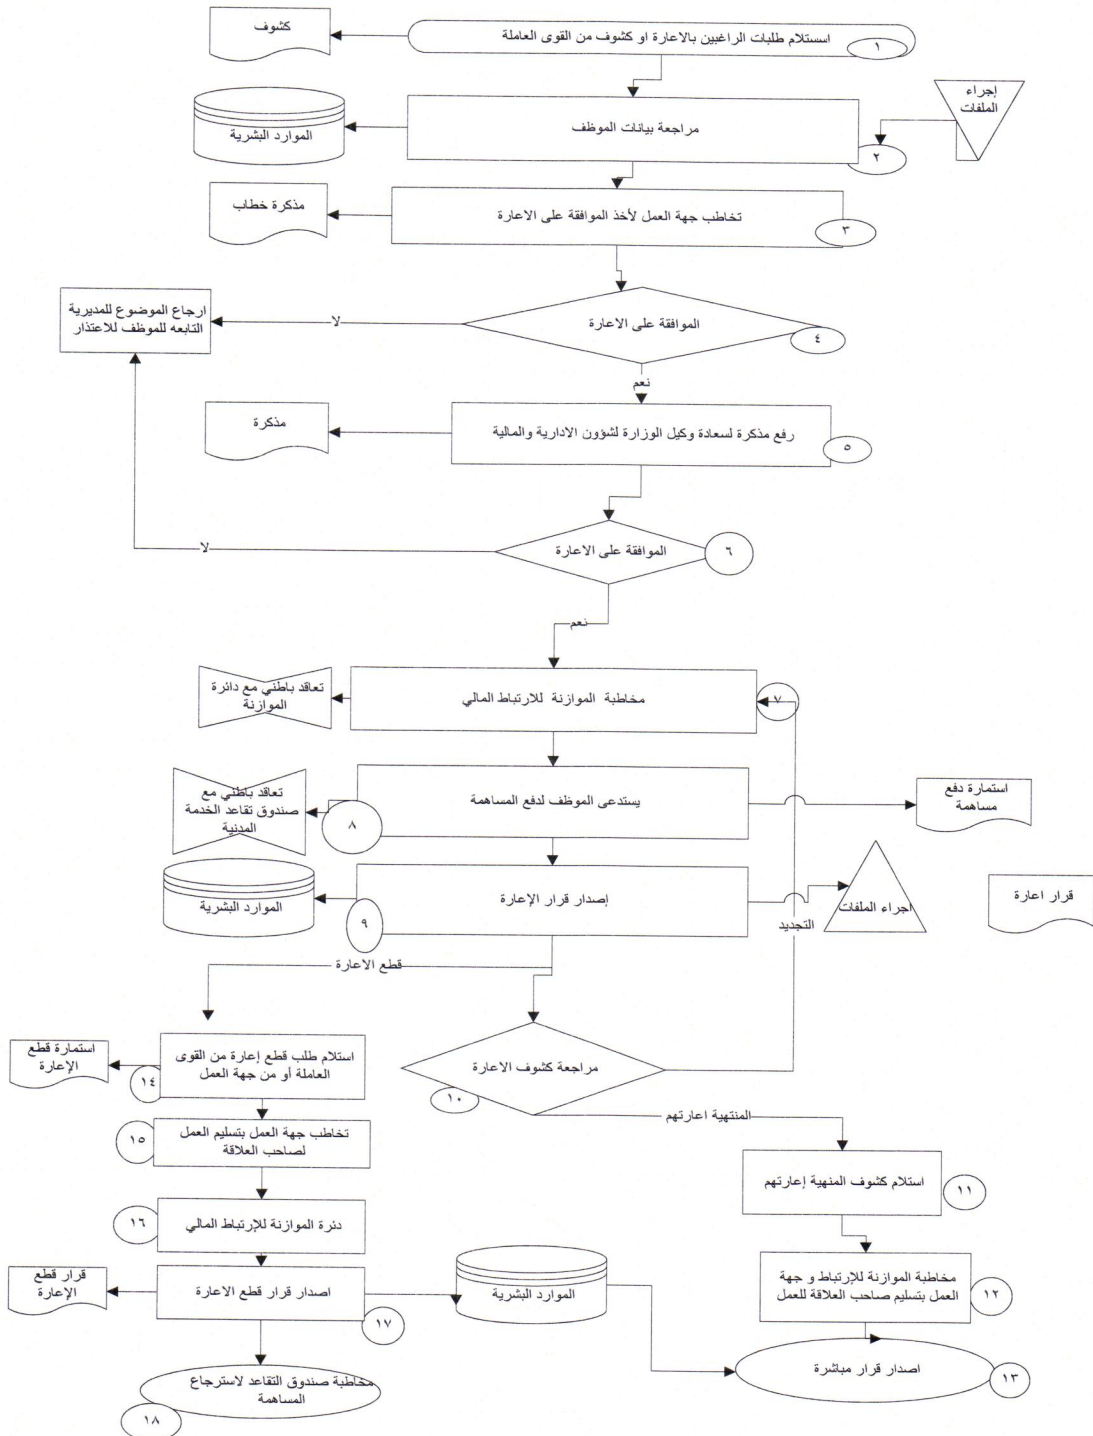 كشوف
اسستلام طلبات الراغبين بالاعارة او كشوف من القوى العاملة
١
إجراء
الملفات
الموارد البشرية
مراجعة بيانات الموظف
٢
مذكرة خطاب
تخاطب جهة العمل لأخذ الموافقة على الاعارة
٣
ارجاع الموضوع للمديرية
التابعه للموظف للاعتذار
لا
الموافقة على الاعارة
٤
نعم
مذكرة
رفع مذكرة لسعادة وكيل الوزارة لشؤون الادارية والمالية
٥
لا
الموافقة على الاعارة
٦
نعم
تعاقد باطني مع دائرة
الموازنة
مخاطبة الموازنة للارتباط المالي
٧
تعاقد باطني مع
صندوق تقاعد الخدمة
المدنية
٨
يستدعى الموظف لدفع المساهمة
استمارة دفع
مساهمة
الموارد البشرية
٩
إصدار قرار الإعارة
اجراء الملفات
قرار اعارة
التجديد
قطع الاعارة
مراجعة كشوف الاعارة
١٠
المنتهية اعارتهم
استمارة قطع
الإعارة
استلام طلب قطع إعارة من القوى
العاملة أو من جهة العمل
١٤
تخاطب جهة العمل بتسليم العمل
لصاحب العلاقة
١٥
استلام كشوف المنهية إعارتهم
١١
دئرة الموازنة للإرتباط المالي
١٦
قرار قطع
الإعارة
اصدار قرار قطع الاعارة
١٧
الموارد البشرية
مخاطبة الموازنة للإرتباط و جهة
العمل بتسليم صاحب العلاقة للعمل
١٢
اصدار قرار مباشرة
١٣
مخاطبة صندوق التقاعد لاسترجاع
المساهمة
١٨